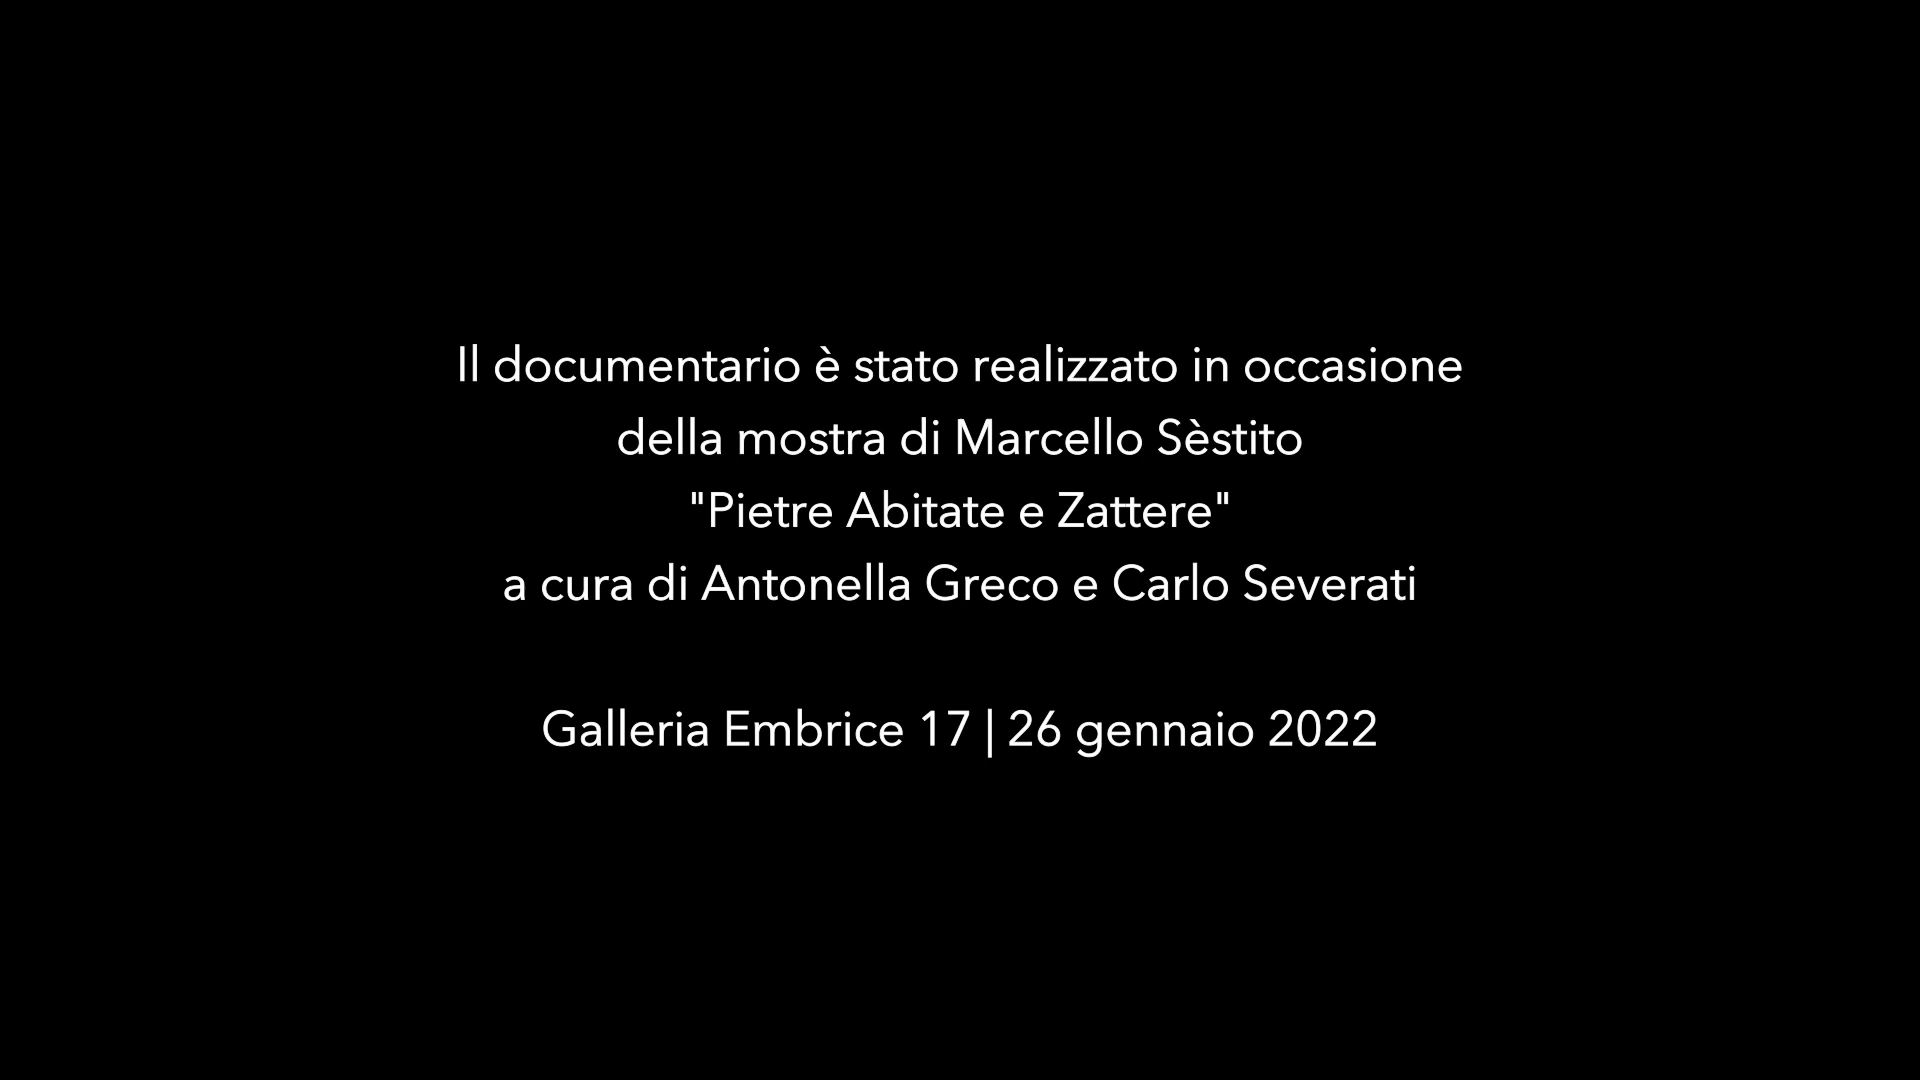 Il documentario è stato realizzato in occasione
della mostra di Marcello Sèstito
"Pietre Abitate e Zattere"
a cura di Antonella Greco e Carlo Severati
Galleria Embrice 17 | 26 gennaio 2022